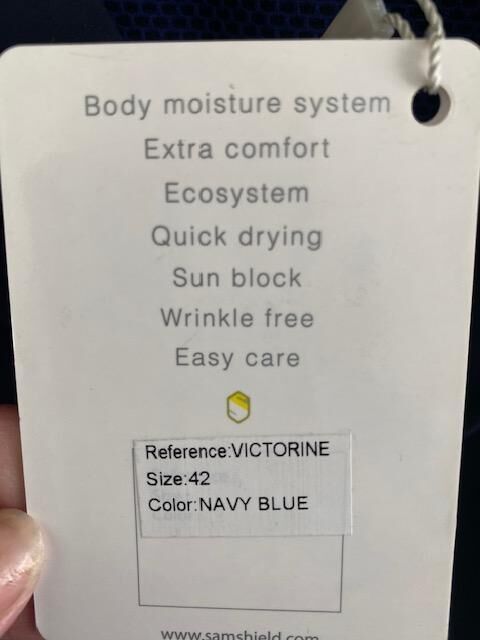 Body moisture system
Extra comfort
Ecosystem
Quick drying
Sun block
Wrinkle free
Easy care
Reference:VICTORINE
Size:42
Color:NAVY BLUE
www.samshield.com